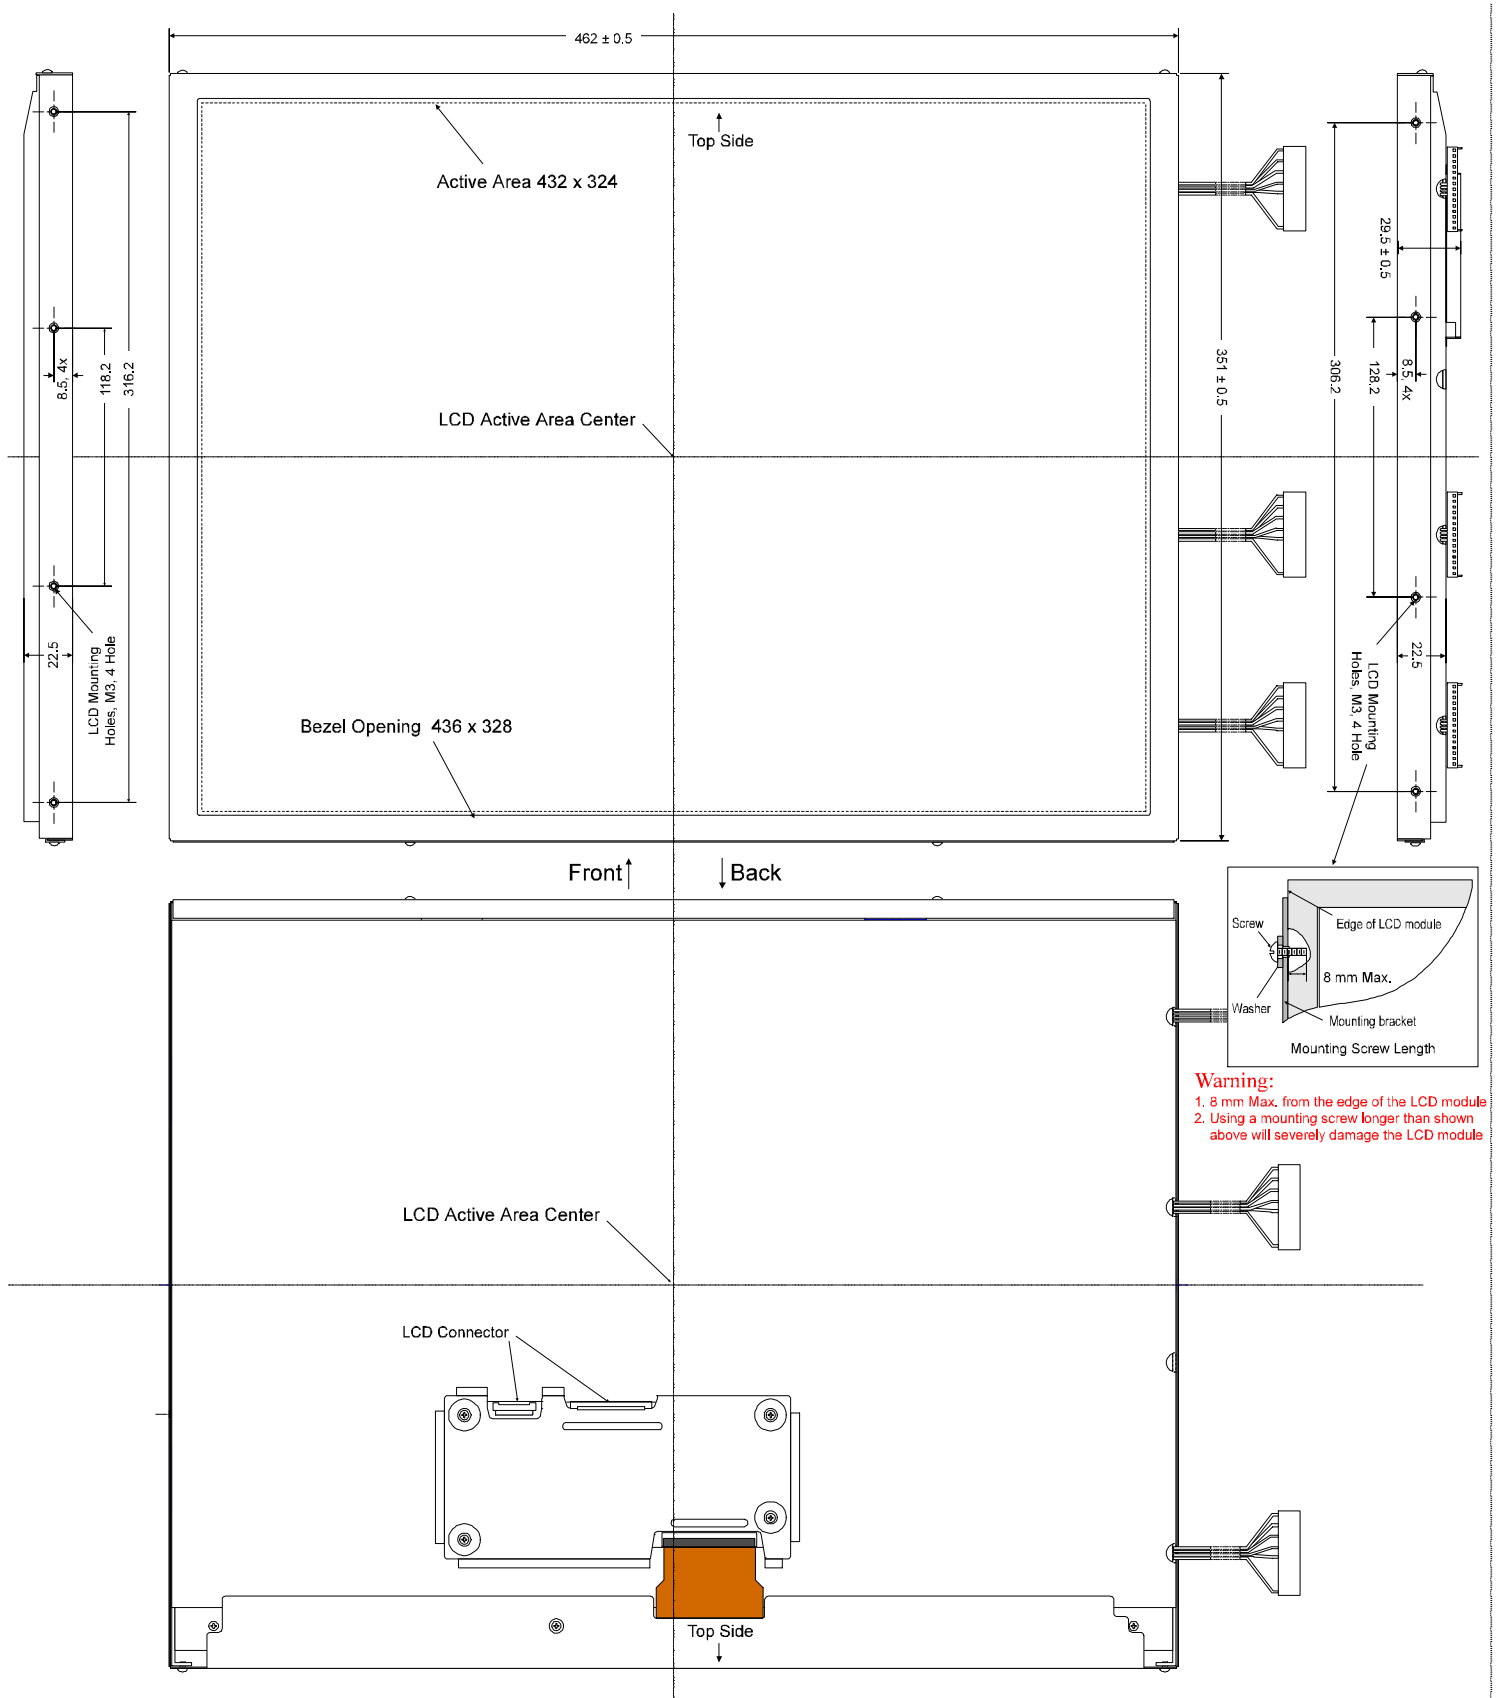 462 ± 0.5
Top Side
Active Area 432 x 324
29.5 ± 0.5
8.5, 4x
118.2
316.2
351 ± 0.5
306.2
128.2
8.5, 4x
LCD Active Area Center
22.5
LCD Mounting
Holes, M3, 4 Hole
22.5
LCD Mounting
Holes, M3, 4 Hole
Bezel Opening 436 x 328
Front
Back
Screw
Edge of LCD module
8 mm Max.
Washer
Mounting bracket
Mounting Screw Length
Warning:
1. 8 mm Max. from the edge of the LCD module
2. Using a mounting screw longer than shown
above will severely damage the LCD module
LCD Active Area Center
LCD Connector
Top Side